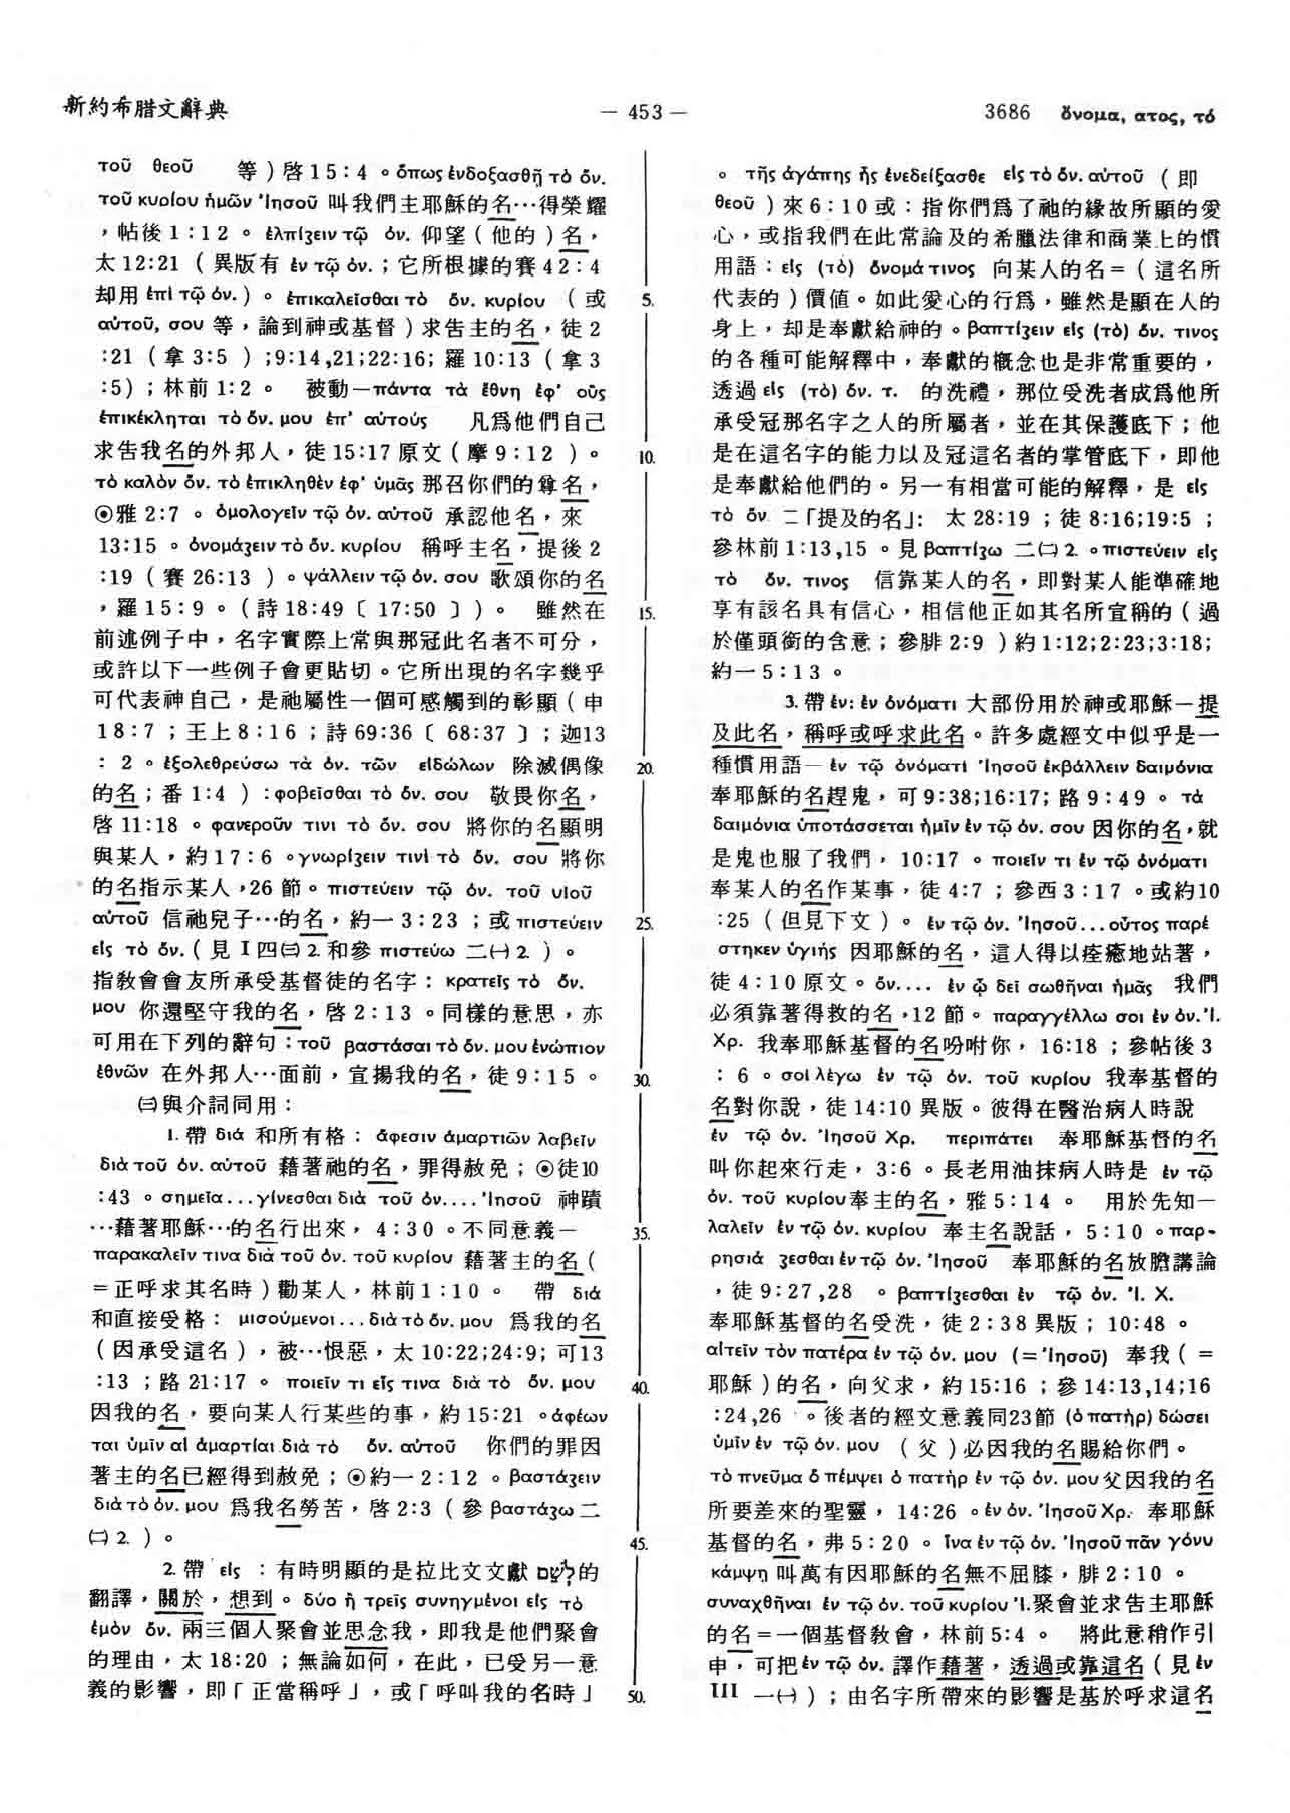 新約希腊文辭典
— 453 —
3686 ὄνομα, ατος, τό
τοῦ θεοῦ 等）啓15：4。ὅπως ἐνδοξασθῇ τὸ ὄν.
τοῦ κυρίου ἡμῶν Ἰησοῦ 叫我們主耶穌的名…得榮耀
，帖後1：12。ἐλπίζειν τῷ ὀν. 仰望（他的）名，
太12:21（異版有 ἐν τῷ ὀν.；它所根據的賽42：4
却用 ἐπὶ τῷ ὀν.）。ἐπικαλεῖσθαι τὸ ὄν. κυρίου （或
αὐτοῦ, σου 等，論到神或基督）求告主的名，徒2
:21（拿3:5）;9:14,21;22:16; 羅10:13（拿3
:5）; 林前1:2。 被動—πάντα τὰ ἔθνη ἐφ' οὓς
ἐπικέκληται τὸ ὄν. μου ἐπ' αὐτούς 凡爲他們自己
求告我名的外邦人，徒15:17原文（摩9:12）。
τὸ καλὸν ὄν. τὸ ἐπικληθὲν ἐφ' ὑμᾶς 那召你們的尊名，
⊙雅2:7。ὁμολογεῖν τῷ ὀν. αὐτοῦ 承認他名，來
13:15。ὀνομάζειν τὸ ὄν. κυρίου 稱呼主名，提後2
:19（賽26:13）。ψάλλειν τῷ ὀν. σου 歌頌你的名
，羅15:9。（詩18:49〔17:50〕）。 雖然在
前述例子中，名字實際上常與那冠此名者不可分，
或許以下一些例子會更貼切。它所出現的名字幾乎
可代表神自己，是祂屬性一個可感觸到的彰顯（申
18:7；王上8:16；詩69:36〔68:37〕；迦13
：2。ἐξολεθρεύσω τὰ ὀν. τῶν εἰδώλων 除滅偶像
的名；番1:4）:φοβεῖσθαι τὸ ὄν. σου 敬畏你名，
啓11:18。φανεροῦν τινι τὸ ὄν. σου 將你的名顯明
與某人，約17：6。γνωρίζειν τινὶ τὸ ὄν. σου 將你
的名指示某人，26節。πιστεύειν τῷ ὀν. τοῦ υἱοῦ
αὐτοῦ 信祂兒子…的名，約一3:23；或 πιστεύειν
εἰς τὸ ὄν.（見I四㈢2.和參 πιστεύω 二㈠2.）。
指敎會會友所承受基督徒的名字：κρατεῖς τὸ ὄν.
μου 你還堅守我的名，啓2:13。同樣的意思，亦
可用在下列的辭句：τοῦ βαστάσαι τὸ ὄν. μου ἐνώπιον
ἐθνῶν 在外邦人…面前，宣揚我的名，徒9:15。
㈢與介詞同用：
1. 帶 διά 和所有格：ἄφεσιν ἁμαρτιῶν λαβεῖν
διὰ τοῦ ὀν. αὐτοῦ 藉著祂的名，罪得赦免；⊙徒10
:43。σημεῖα...γίνεσθαι διὰ τοῦ ὀν....Ἰησοῦ 神蹟
…藉著耶穌…的名行出來，4:30。不同意義—
παρακαλεῖν τινα διὰ τοῦ ὀν. τοῦ κυρίου 藉著主的名（
＝正呼求其名時）勸某人，林前1:10。 帶 διά
和直接受格：μισούμενοι...διὰ τὸ ὄν. μου 爲我的名
（因承受這名），被…恨惡，太10:22;24:9; 可13
:13；路21:17。ποιεῖν τι εἴς τινα διὰ τὸ ὄν. μου
因我的名，要向某人行某些的事，約15:21。ἀφέων
ται ὑμῖν αἱ ἁμαρτίαι διὰ τὸ ὄν. αὐτοῦ 你們的罪因
著主的名已經得到赦免；⊙約一2:12。βαστάζειν
διὰ τὸ ὄν. μου 爲我名勞苦，啓2:3（參 βαστάζω 二
㈡2.）。
2. 帶 εἰς ：有時明顯的是拉比文文獻 לְשֵׁם 的
翻譯，關於，想到。δύο ἢ τρεῖς συνηγμένοι εἰς τὸ
ἐμὸν ὄν. 兩三個人聚會並思念我，即我是他們聚會
的理由，太18:20；無論如何，在此，已受另一意
義的影響，即「正當稱呼」，或「呼叫我的名時」
5.
10.
15.
20.
25.
30.
35.
40.
45.
50.
。τῆς ἀγάπης ἧς ἐνεδείξασθε εἰς τὸ ὄν. αὐτοῦ（即
θεοῦ）來6:10或：指你們爲了祂的緣故所顯的愛
心，或指我們在此常論及的希臘法律和商業上的慣
用語：εἰς (τὸ) ὄνομά τινος 向某人的名＝（這名所
代表的）價值。如此愛心的行爲，雖然是顯在人的
身上，却是奉獻給神的。βαπτίζειν εἰς (τὸ) ὄν. τινος
的各種可能解釋中，奉獻的概念也是非常重要的，
透過 εἰς (τὸ) ὄν. τ. 的洗禮，那位受洗者成爲他所
承受冠那名字之人的所屬者，並在其保護底下；他
是在這名字的能力以及冠這名者的掌管底下，即他
是奉獻給他們的。另一有相當可能的解釋，是 εἰς
τὸ ὄν. 二「提及的名」：太28:19；徒8:16;19:5；
參林前1:13,15。見 βαπτίζω 二㈡2.。πιστεύειν εἰς
τὸ ὄν. τινος 信靠某人的名，即對某人能準確地
享有該名具有信心，相信他正如其名所宣稱的（過
於僅頭銜的含意；參腓2:9）約1:12;2:23;3:18;
約一5:13。
3. 帶 ἐν: ἐν ὀνόματι 大部份用於神或耶穌—提
及此名，稱呼或呼求此名。許多處經文中似乎是一
種慣用語—ἐν τῷ ὀνόματί Ἰησοῦ ἐκβάλλειν δαιμόνια
奉耶穌的名趕鬼，可9:38;16:17; 路9:49。τὰ
δαιμόνια ὑποτάσσεται ἡμῖν ἐν τῷ ὀν. σου 因你的名，就
是鬼也服了我們，10:17。ποιεῖν τι ἐν τῷ ὀνόματι
奉某人的名作某事，徒4:7；參西3:17。或約10
:25（但見下文）。ἐν τῷ ὀν. Ἰησοῦ...οὗτος παρέ
στηκεν ὑγιής 因耶穌的名，這人得以痊癒地站著，
徒4:10原文。ὄν.... ἐν ᾧ δεῖ σωθῆναι ἡμᾶς 我們
必須靠著得救的名，12節。παραγγέλλω σοι ἐν ὀν. Ἰ.
Χρ. 我奉耶穌基督的名吩咐你，16:18；參帖後3
：6。σοὶ λέγω ἐν τῷ ὀν. τοῦ κυρίου 我奉基督的
名對你說，徒14:10異版。彼得在醫治病人時說
ἐν τῷ ὀν. Ἰησοῦ Χρ. περιπάτει 奉耶穌基督的名
叫你起來行走，3:6。長老用油抹病人時是 ἐν τῷ
ὀν. τοῦ κυρίου 奉主的名，雅5:14。 用於先知—
λαλεῖν ἐν τῷ ὀν. κυρίου 奉主名說話，5:10。παρ-
ρησιά ζεσθαι ἐν τῷ ὀν. Ἰησοῦ 奉耶穌的名放膽講論
，徒9:27,28 。βαπτίζεσθαι ἐν τῷ ὀν. Ἰ. Χ.
奉耶穌基督的名受洗，徒2:38異版；10:48。
αἰτεῖν τὸν πατέρα ἐν τῷ ὀν. μου (=Ἰησοῦ) 奉我（＝
耶穌）的名，向父求，約15:16；參14:13,14;16
:24,26 。後者的經文意義同23節 (ὁ πατὴρ) δώσει
ὑμῖν ἐν τῷ ὀν. μου （父）必因我的名賜給你們。
τὸ πνεῦμα ὃ πέμψει ὁ πατὴρ ἐν τῷ ὀν. μου 父因我的名
所要差來的聖靈，14:26。ἐν ὀν. Ἰησοῦ Χρ. 奉耶穌
基督的名，弗5:20。ἵνα ἐν τῷ ὀν. Ἰησοῦ πᾶν γόνυ
κάμψῃ 叫萬有因耶穌的名無不屈膝，腓2:10。
συναχθῆναι ἐν τῷ ὀν. τοῦ κυρίου Ἰ. 聚會並求告主耶穌
的名＝一個基督敎會，林前5:4。 將此意稍作引
申，可把 ἐν τῷ ὀν. 譯作藉著，透過或靠這名（見 ἐν
III 一㈠）；由名字所帶來的影響是基於呼求這名